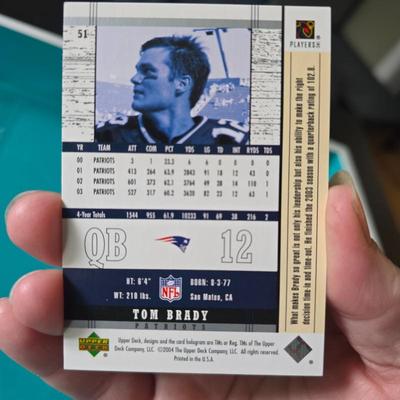 51
YR TEAM ATT COM PCT YDS LG TD INT RYDS TDS
00 PATRIOTS 3 1 33.3 6 6 0 0 0 0
01 PATRIOTS 413 264 63.9 2843 91 18 12 43 0
02 PATRIOTS 601 373 62.1 3764 49 28 14 110 1
03 PATRIOTS 527 317 60.2 3620 82 23 12 63 1
4-Year Totals 1544 955 61.9 10233 91 69 38 216 2
QB 12
HT: 6'4" BORN: 8-3-77
WT: 210 lbs. San Mateo, CA
NFL
TOM BRADY
PATRIOTS
UPPER DECK
Upper Deck, designs and the card hologram are TMs or Reg. TMs of The Upper
Deck Company, LLC. ©2004 The Upper Deck Company, LLC. All rights reserved.
Printed in the U.S.A.
PLAYERS INC
What makes Brady so great is not only his leadership but also his ability to make the right
decision time-in and time-out. He finished the 2003 season with a quarterback rating of 102.8.